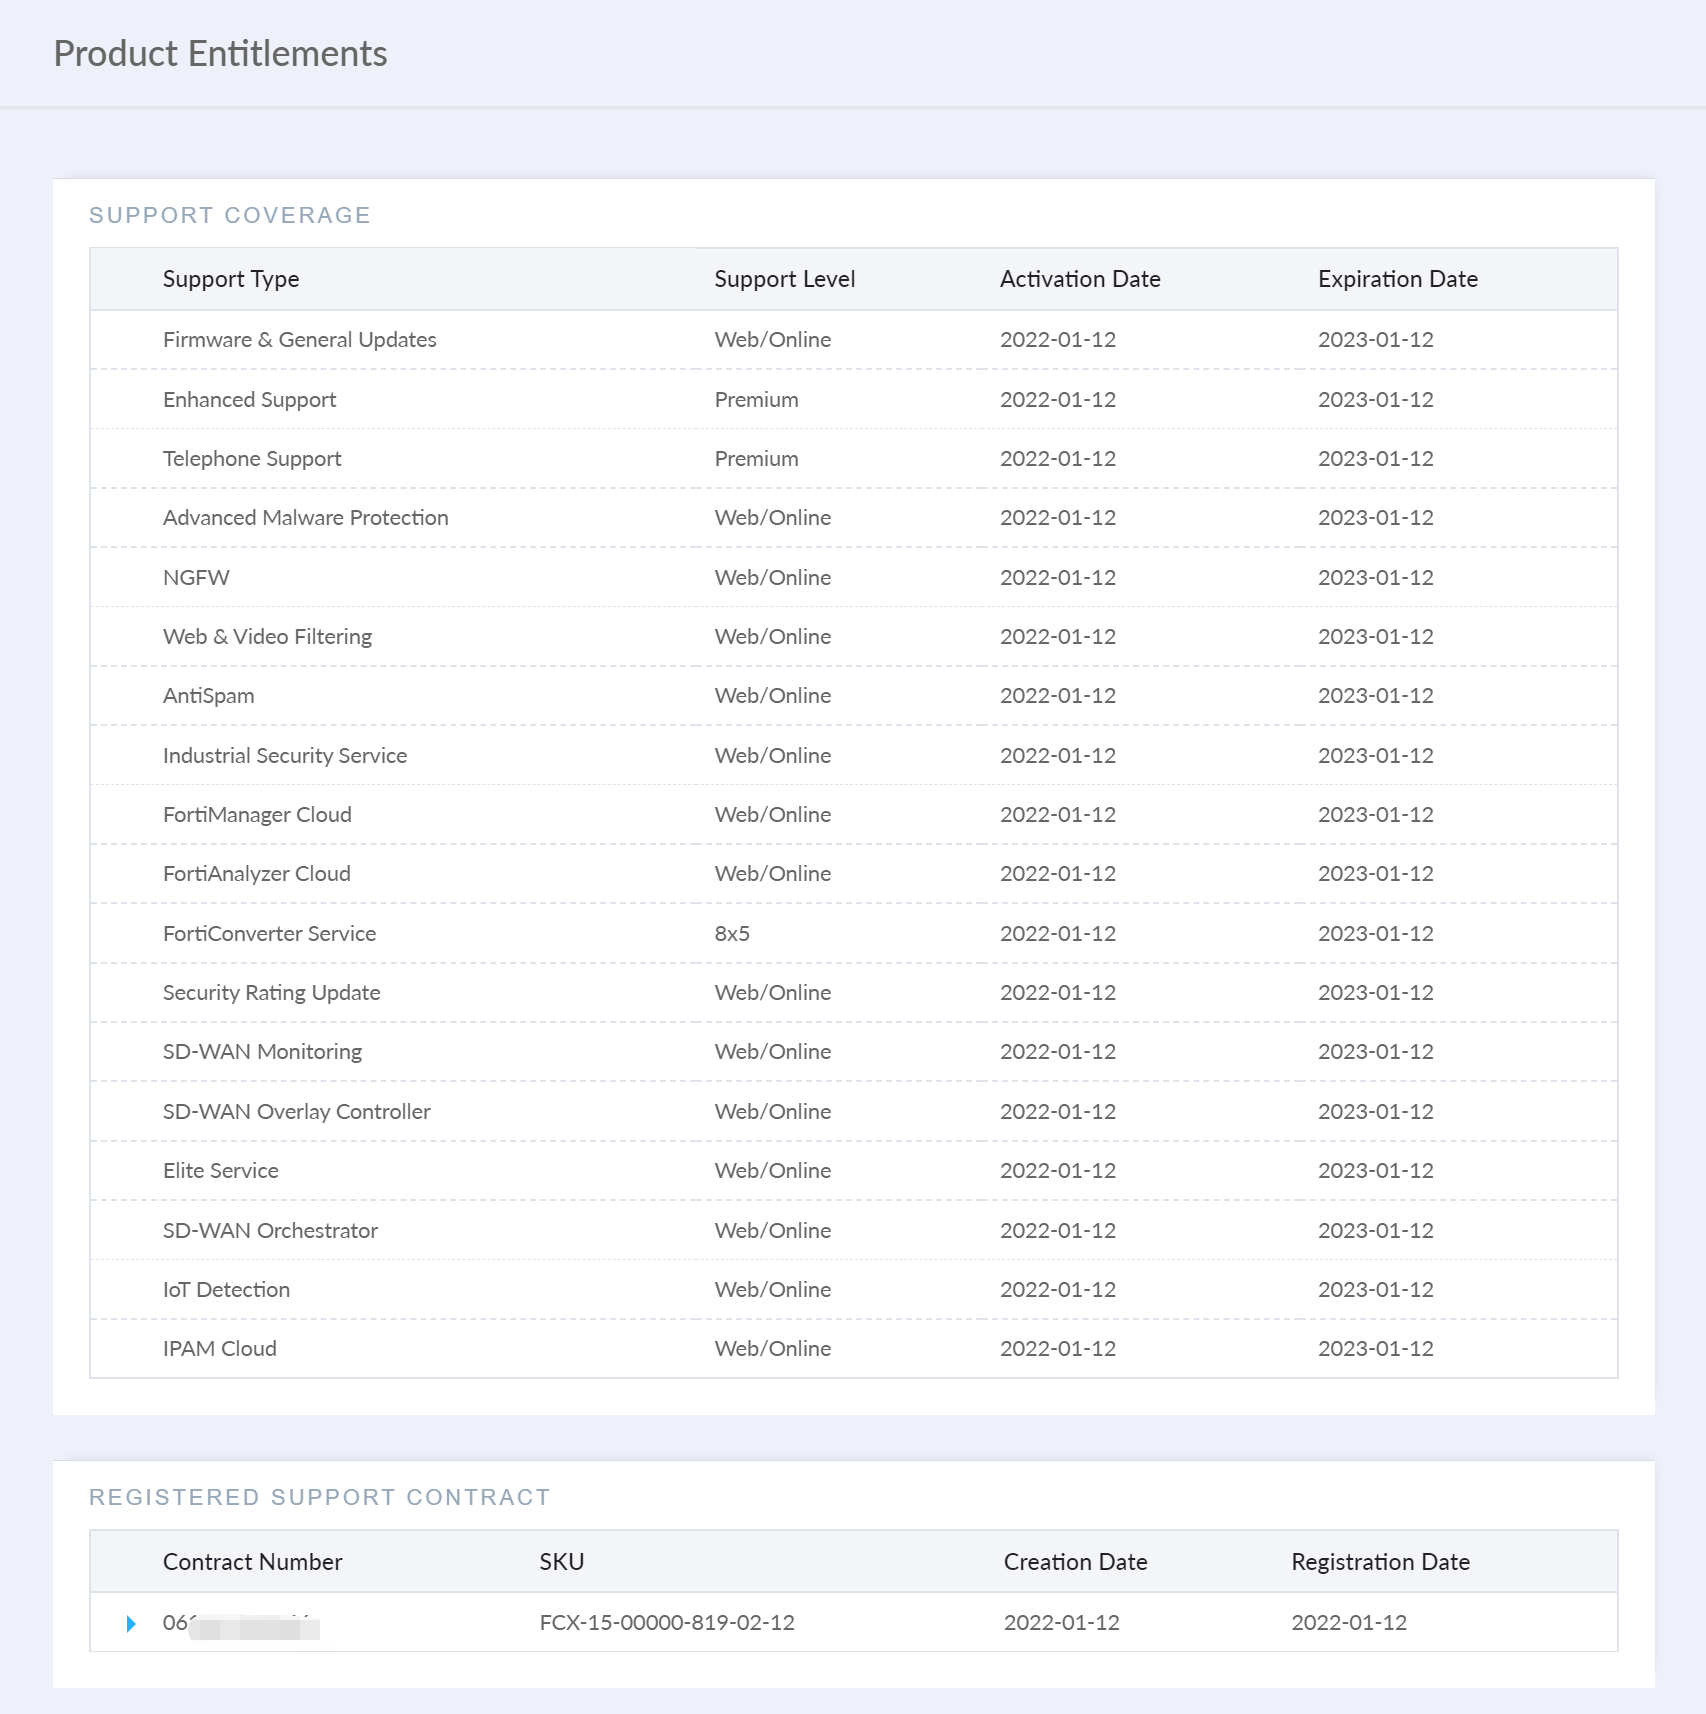 Product Entitlements
SUPPORT COVERAGE
Support Type Support Level Activation Date Expiration Date
Firmware & General Updates Web/Online 2022-01-12 2023-01-12
Enhanced Support Premium 2022-01-12 2023-01-12
Telephone Support Premium 2022-01-12 2023-01-12
Advanced Malware Protection Web/Online 2022-01-12 2023-01-12
NGFW Web/Online 2022-01-12 2023-01-12
Web & Video Filtering Web/Online 2022-01-12 2023-01-12
AntiSpam Web/Online 2022-01-12 2023-01-12
Industrial Security Service Web/Online 2022-01-12 2023-01-12
FortiManager Cloud Web/Online 2022-01-12 2023-01-12
FortiAnalyzer Cloud Web/Online 2022-01-12 2023-01-12
FortiConverter Service 8x5 2022-01-12 2023-01-12
Security Rating Update Web/Online 2022-01-12 2023-01-12
SD-WAN Monitoring Web/Online 2022-01-12 2023-01-12
SD-WAN Overlay Controller Web/Online 2022-01-12 2023-01-12
Elite Service Web/Online 2022-01-12 2023-01-12
SD-WAN Orchestrator Web/Online 2022-01-12 2023-01-12
IoT Detection Web/Online 2022-01-12 2023-01-12
IPAM Cloud Web/Online 2022-01-12 2023-01-12
REGISTERED SUPPORT CONTRACT
Contract Number SKU Creation Date Registration Date
FCX-15-00000-819-02-12 2022-01-12 2022-01-12